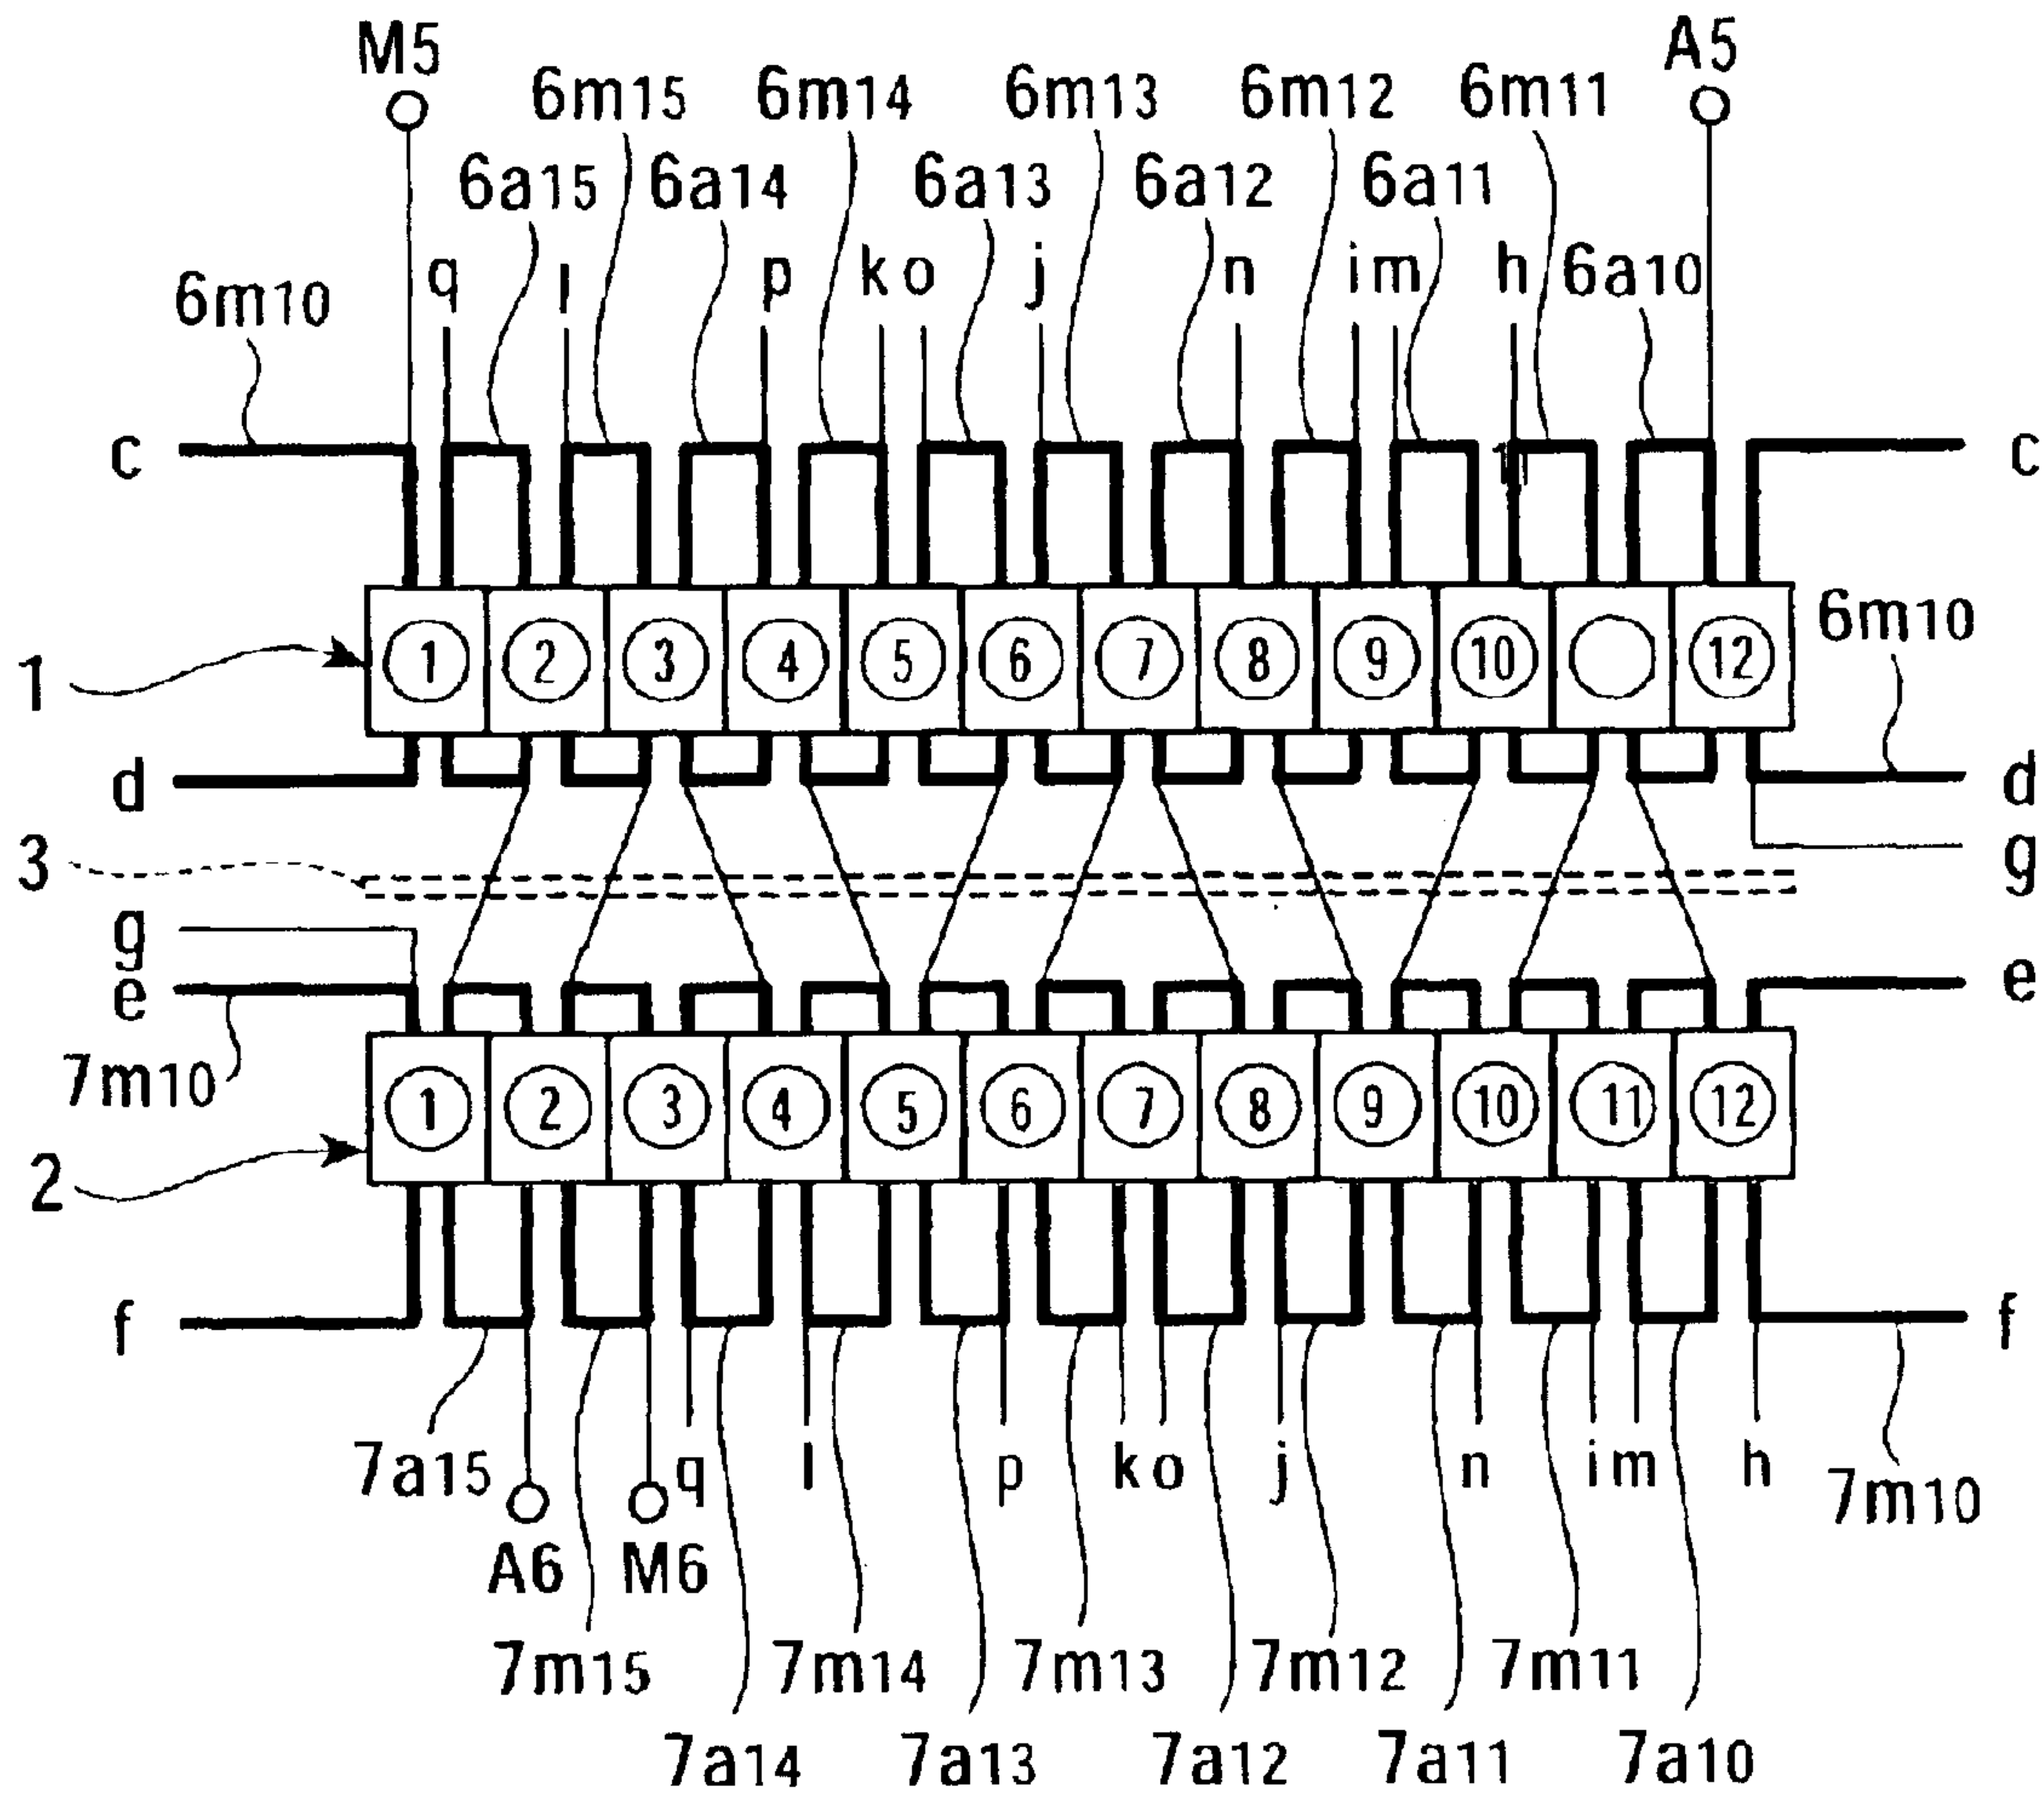 M5 A5
6m15 6m14 6m13 6m12 6m11
6a15 6a14 6a13 6a12 6a11
6m10 q l p k o j n i m h 6a10
c c
1 ① ② ③ ④ ⑤ ⑥ ⑦ ⑧ ⑨ ⑩ ⑫ 6m10
d d
3 g
g
e e
7m10
2 ① ② ③ ④ ⑤ ⑥ ⑦ ⑧ ⑨ ⑩ ⑪ ⑫
f f
7a15 q l p k o j n i m h 7m10
A6 M6
7m15 7m14 7m13 7m12 7m11
7a14 7a13 7a12 7a11 7a10